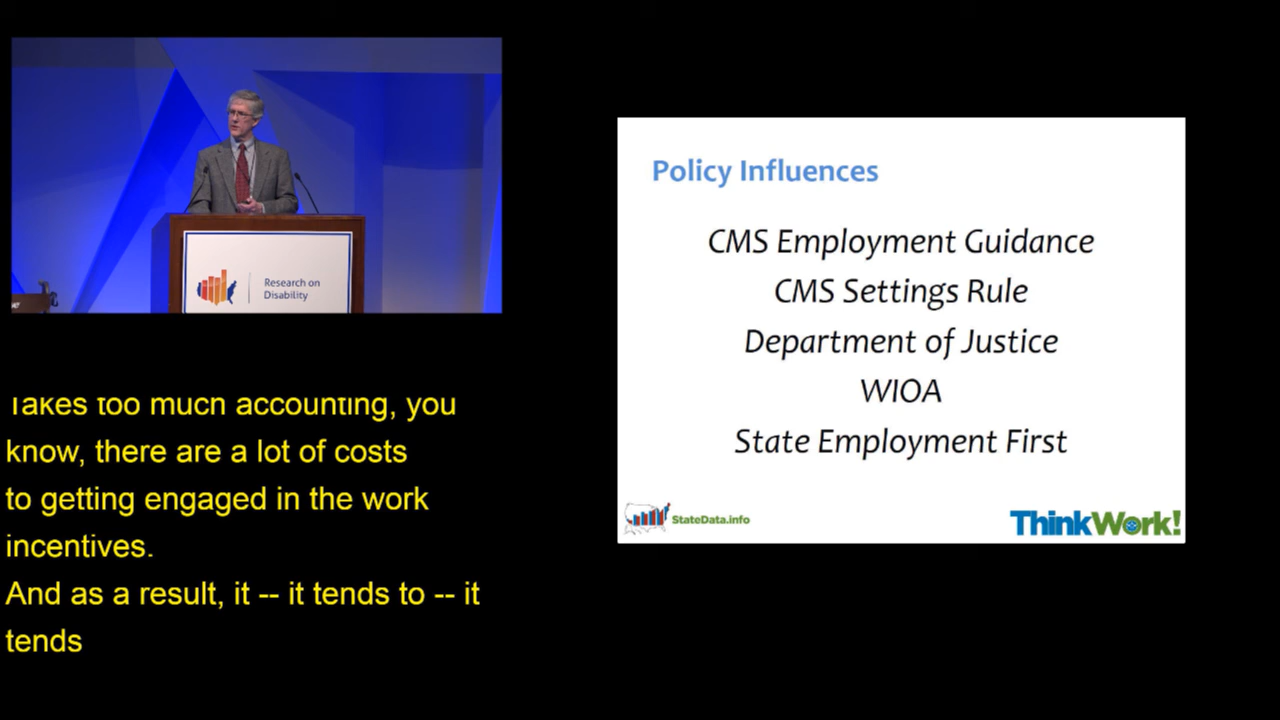 Research on
Disability
Takes too much accounting, you
know, there are a lot of costs
to getting engaged in the work
incentives.
And as a result, it -- it tends to -- it
tends
Policy Influences
CMS Employment Guidance
CMS Settings Rule
Department of Justice
WIOA
State Employment First
StateData.info
ThinkWork!